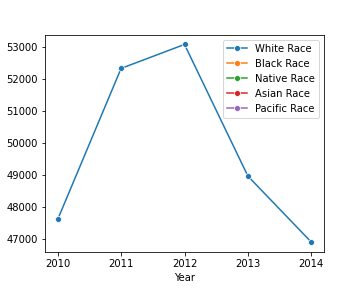 53000
52000
51000
50000
49000
48000
47000
White Race
Black Race
Native Race
Asian Race
Pacific Race
2010 2011 2012 2013 2014
Year